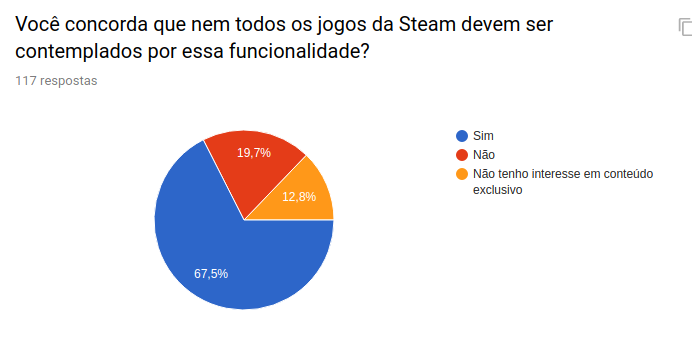 Você concorda que nem todos os jogos da Steam devem ser
contemplados por essa funcionalidade?
117 respostas
19,7%
12,8%
67,5%
Sim
Não
Não tenho interesse em conteúdo
exclusivo